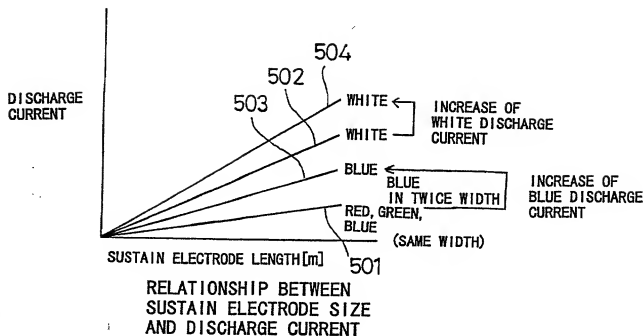 504
502
503
DISCHARGE
CURRENT
WHITE
WHITE
INCREASE OF
WHITE DISCHARGE
CURRENT
BLUE
BLUE
IN TWICE WIDTH
INCREASE OF
BLUE DISCHARGE
CURRENT
RED, GREEN,
BLUE
(SAME WIDTH)
SUSTAIN ELECTRODE LENGTH[m]
501
RELATIONSHIP BETWEEN
SUSTAIN ELECTRODE SIZE
AND DISCHARGE CURRENT